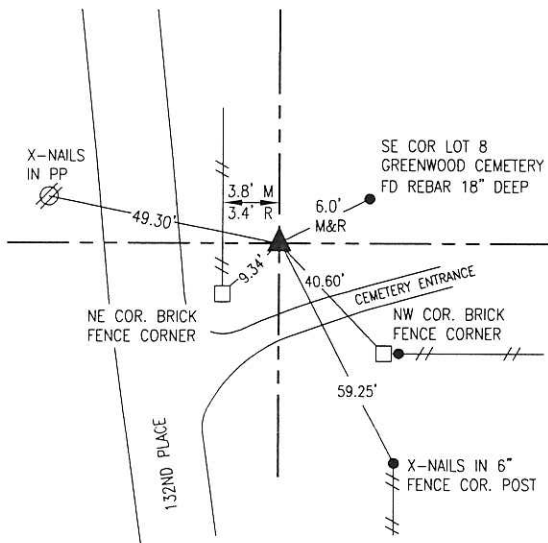 X-NAILS
IN PP
SE COR LOT 8
GREENWOOD CEMETERY
FD REBAR 18" DEEP
3.8' M
3.4' R
6.0'
M&R
49.30'
9.34'
40.60'
CEMETERY ENTRANCE
NE COR. BRICK
FENCE CORNER
NW COR. BRICK
FENCE CORNER
59.25'
132ND PLACE
X-NAILS IN 6"
FENCE COR. POST